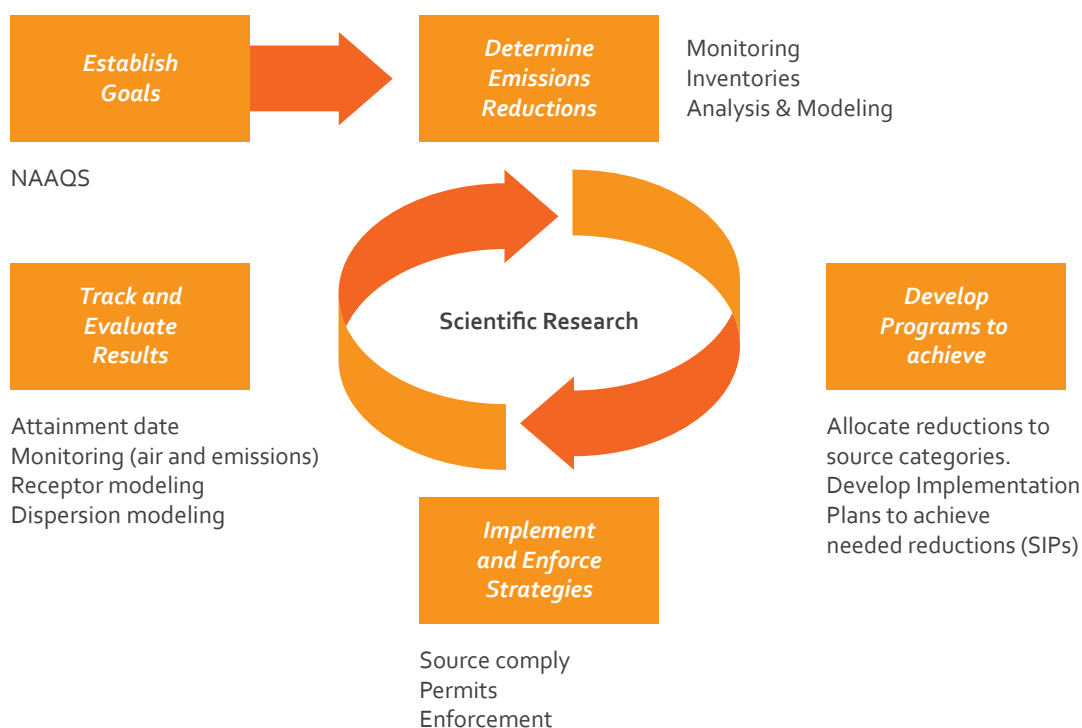 Establish
Goals
NAAQS
Determine
Emissions
Reductions
Monitoring
Inventories
Analysis & Modeling
Scientific Research
Develop
Programs to
achieve
Allocate reductions to
source categories.
Develop Implementation
Plans to achieve
needed reductions (SIPs)
Implement
and Enforce
Strategies
Source comply
Permits
Enforcement
Track and
Evaluate
Results
Attainment date
Monitoring (air and emissions)
Receptor modeling
Dispersion modeling